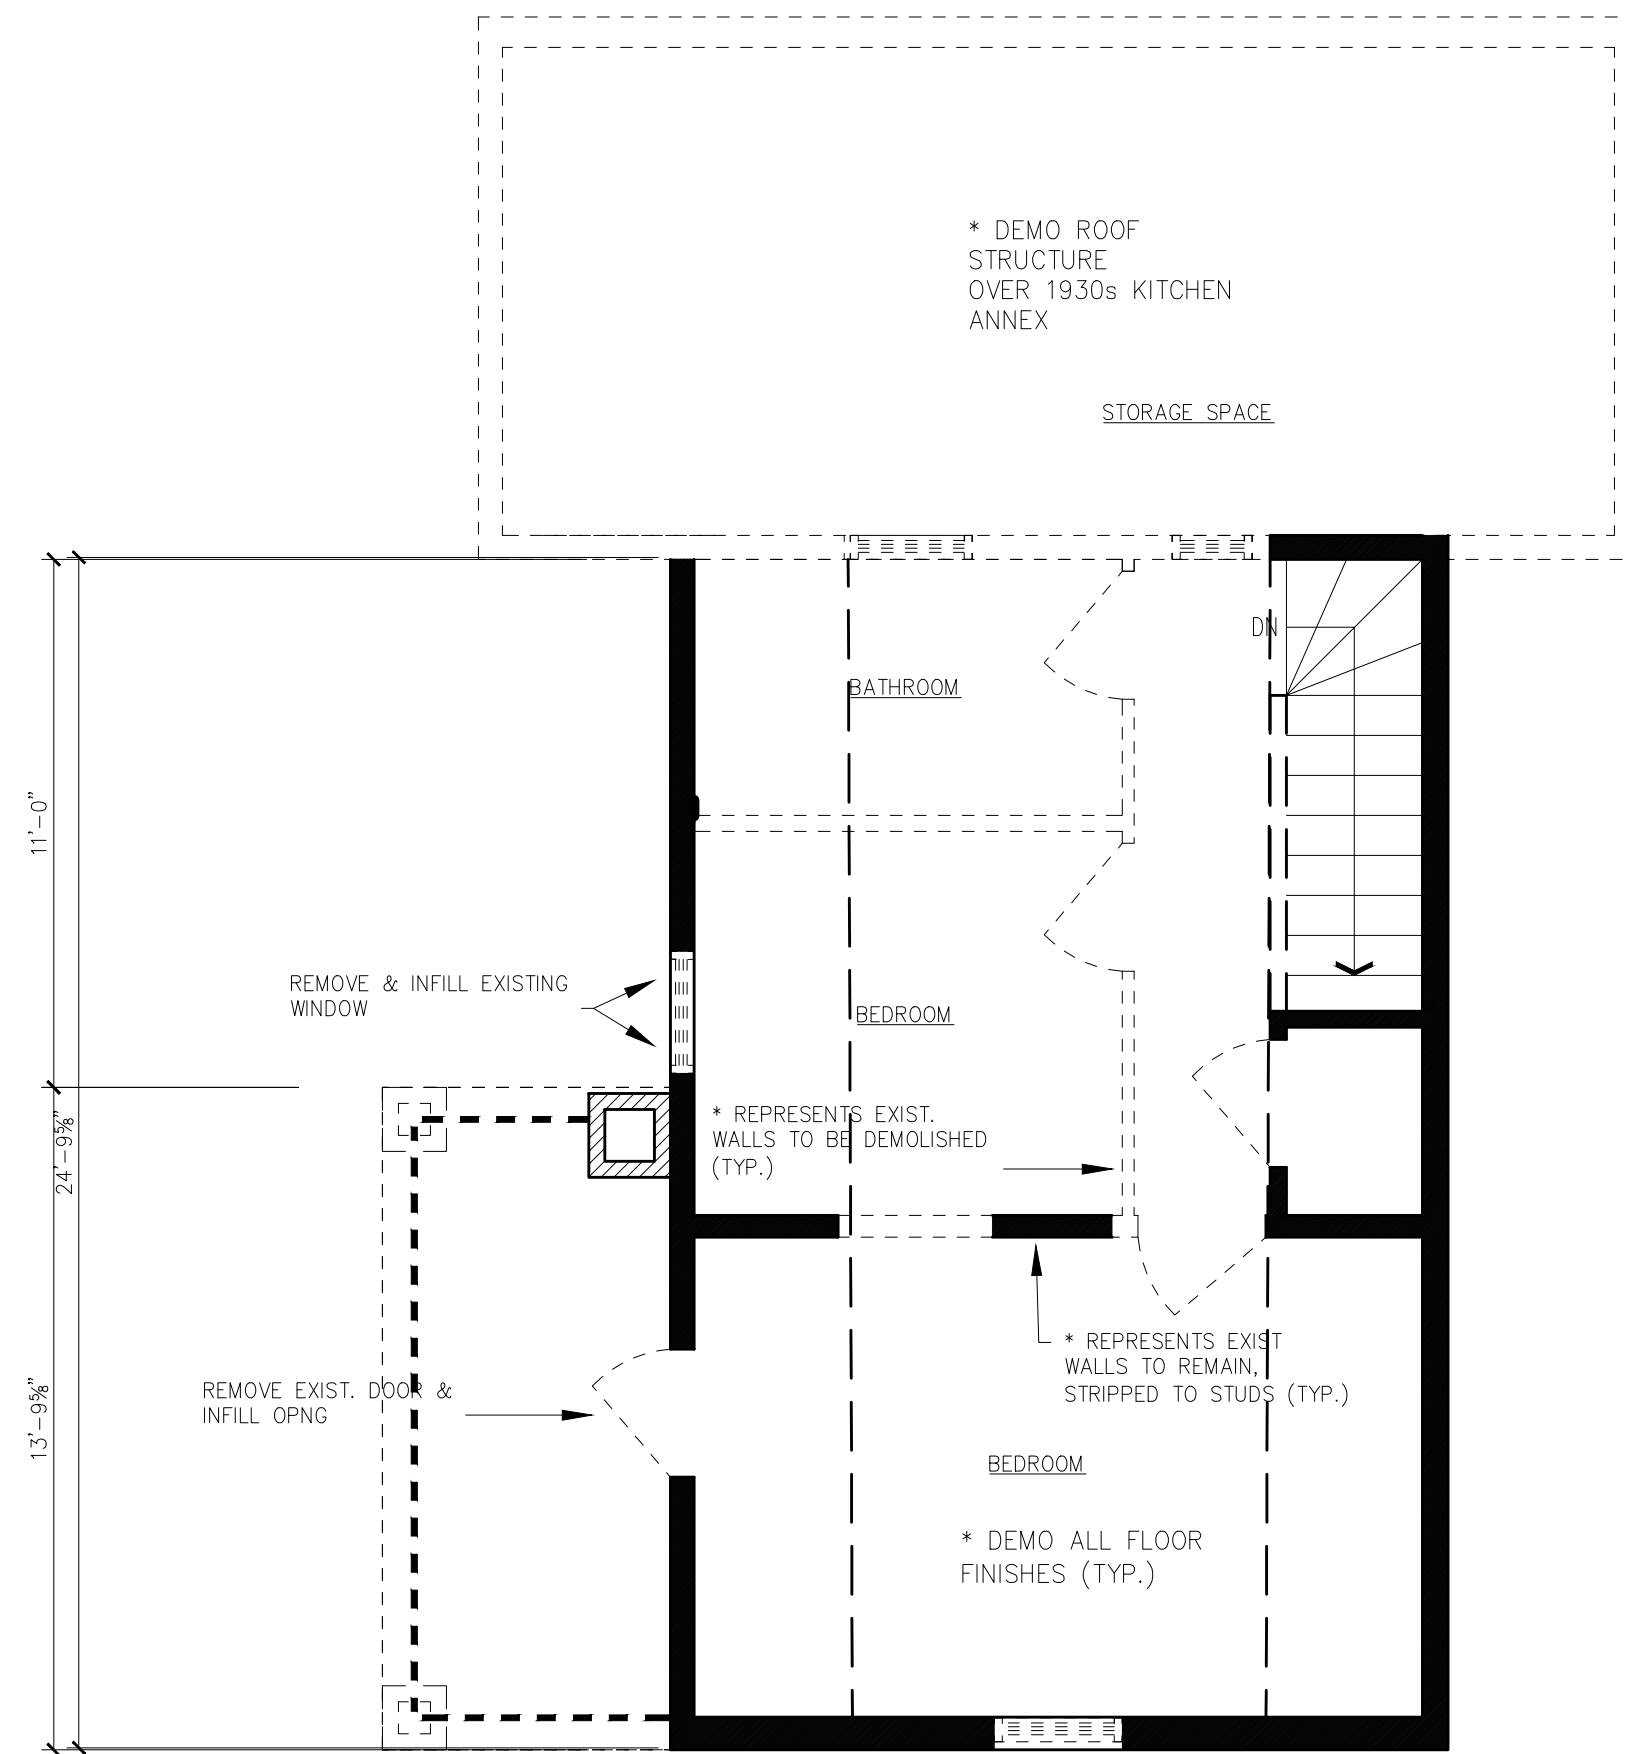 * DEMO ROOF
STRUCTURE
OVER 1930s KITCHEN
ANNEX
STORAGE SPACE
DN
BATHROOM
11'-0"
REMOVE & INFILL EXISTING
WINDOW
BEDROOM
24'-9⅝"
* REPRESENTS EXIST.
WALLS TO BE DEMOLISHED
(TYP.)
* REPRESENTS EXIST
WALLS TO REMAIN,
STRIPPED TO STUDS (TYP.)
REMOVE EXIST. DOOR &
INFILL OPNG
13'-9⅝"
BEDROOM
* DEMO ALL FLOOR
FINISHES (TYP.)